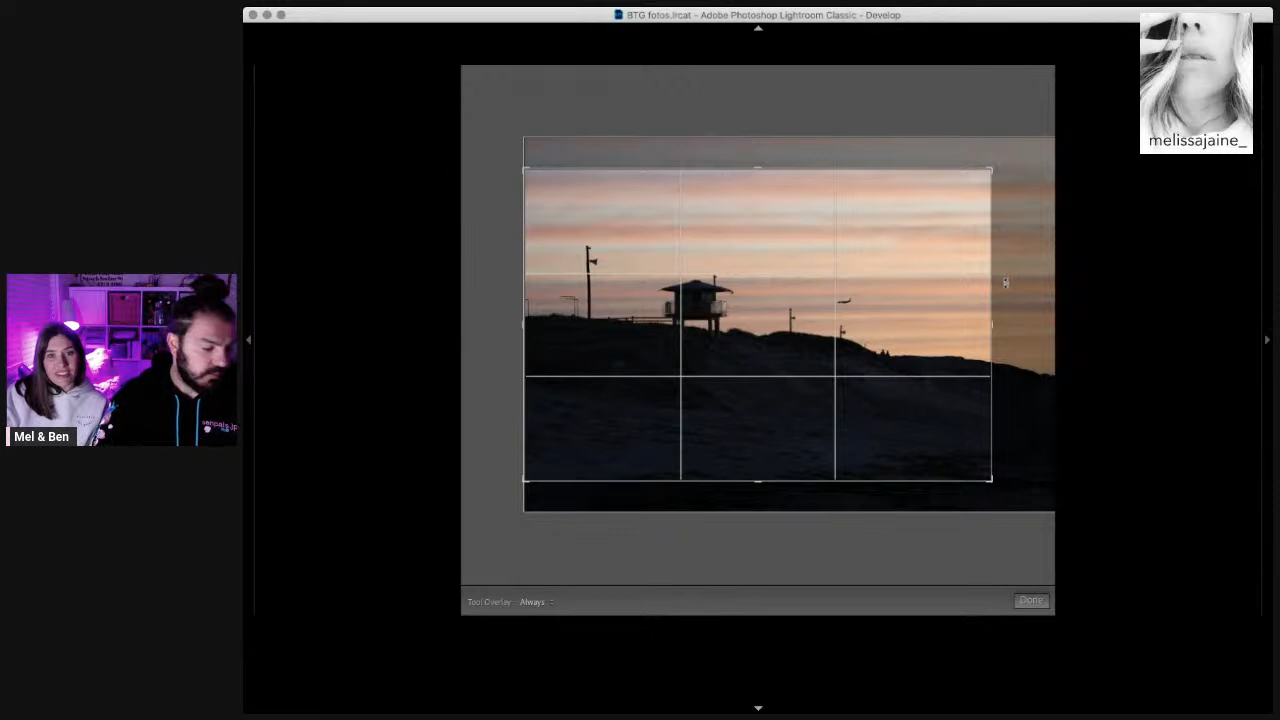 BTG fotos.lrcat - Adobe Photoshop Lightroom Classic - Develop
melissajaine_
Mel & Ben
Tool Overlay: Always
Done